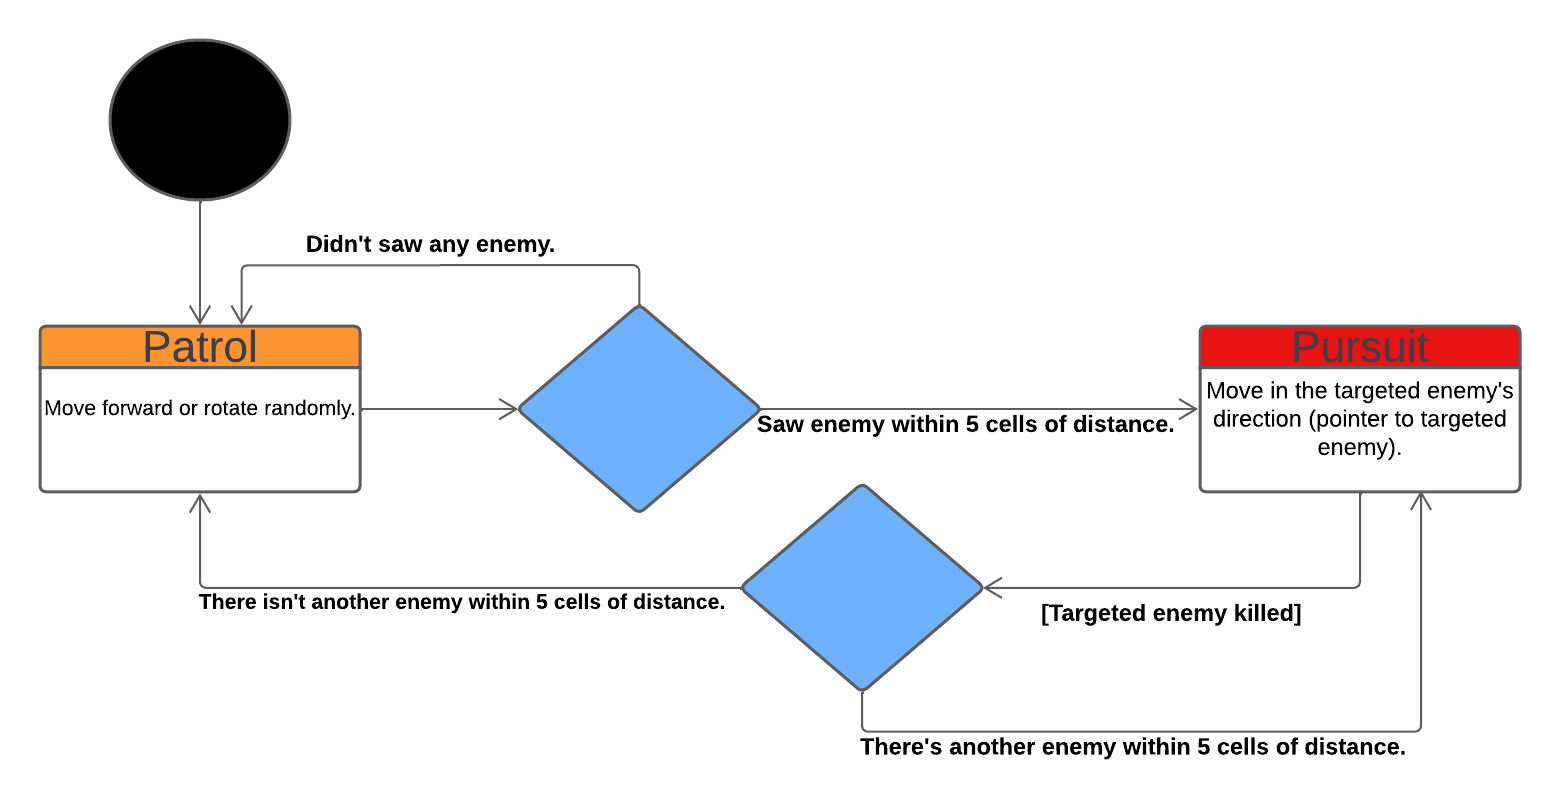 Didn't saw any enemy.
Patrol
Move forward or rotate randomly.
Saw enemy within 5 cells of distance.
Pursuit
Move in the targeted enemy's
direction (pointer to targeted
enemy).
There isn't another enemy within 5 cells of distance.
[Targeted enemy killed]
There's another enemy within 5 cells of distance.